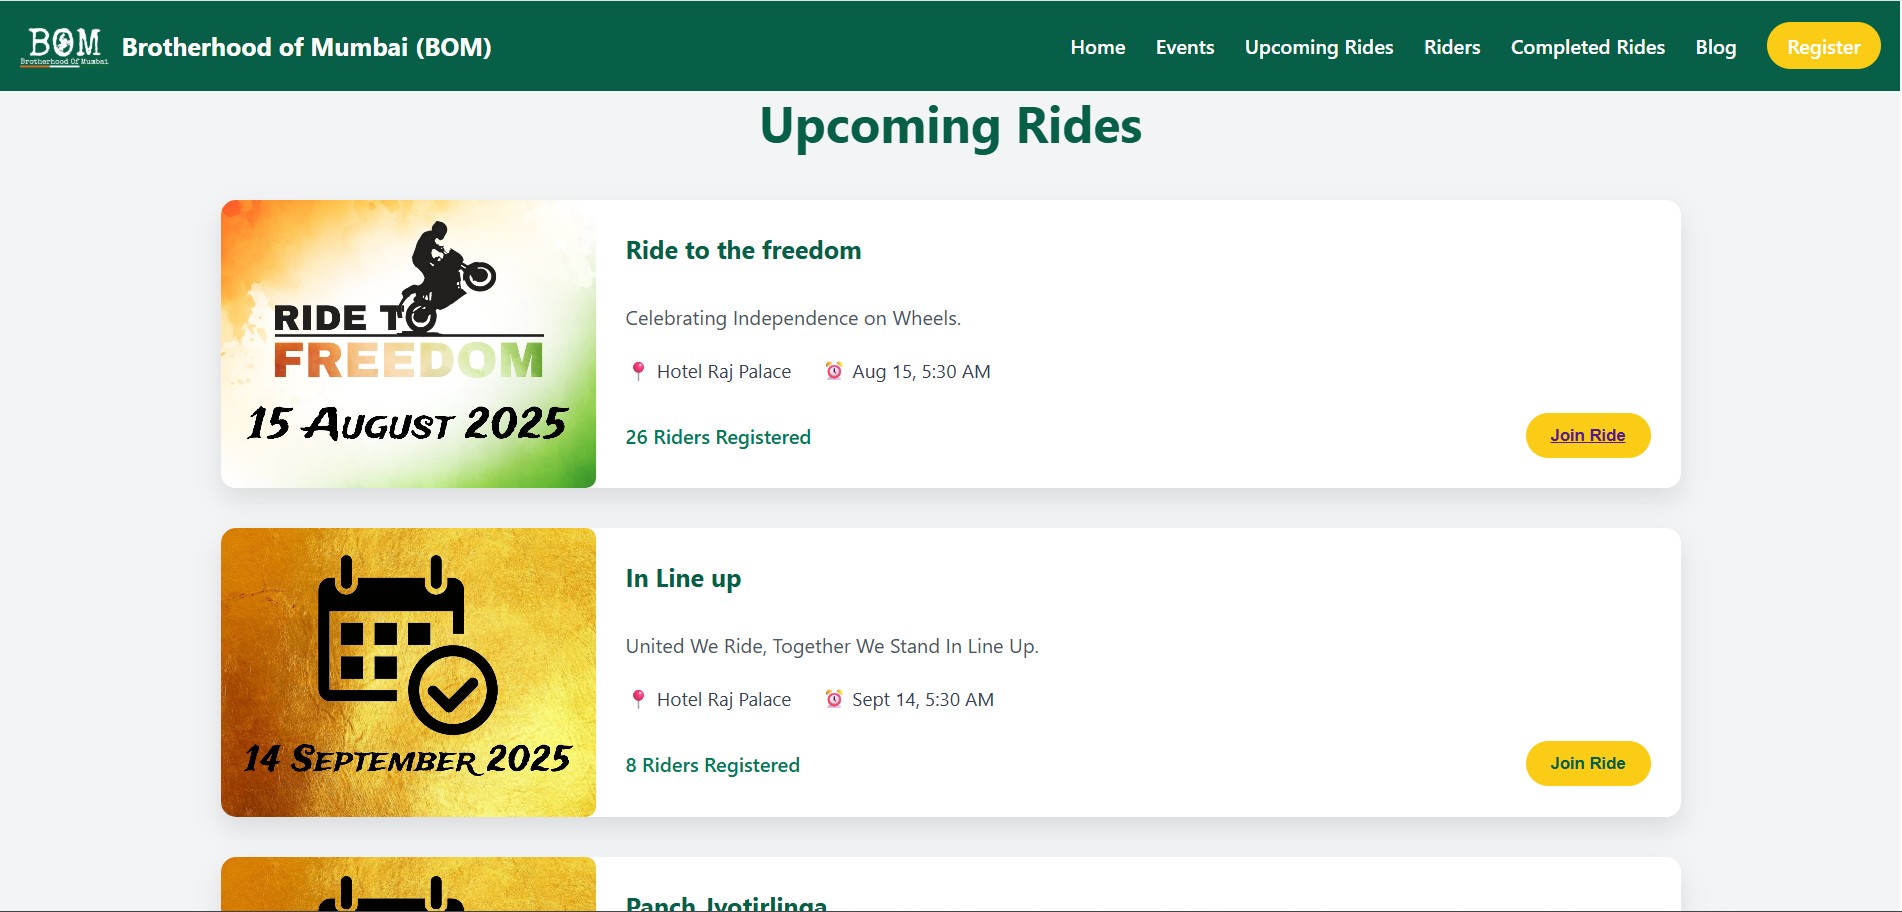 BOM
Brotherhood Of Mumbai
Brotherhood of Mumbai (BOM)
Home Events Upcoming Rides Riders Completed Rides Blog Register
Upcoming Rides
RIDE TO
FREEDOM
15 August 2025
Ride to the freedom
Celebrating Independence on Wheels.
Hotel Raj Palace Aug 15, 5:30 AM
26 Riders Registered
Join Ride
14 September 2025
In Line up
United We Ride, Together We Stand In Line Up.
Hotel Raj Palace Sept 14, 5:30 AM
8 Riders Registered
Join Ride
Panch Jyotirlinga